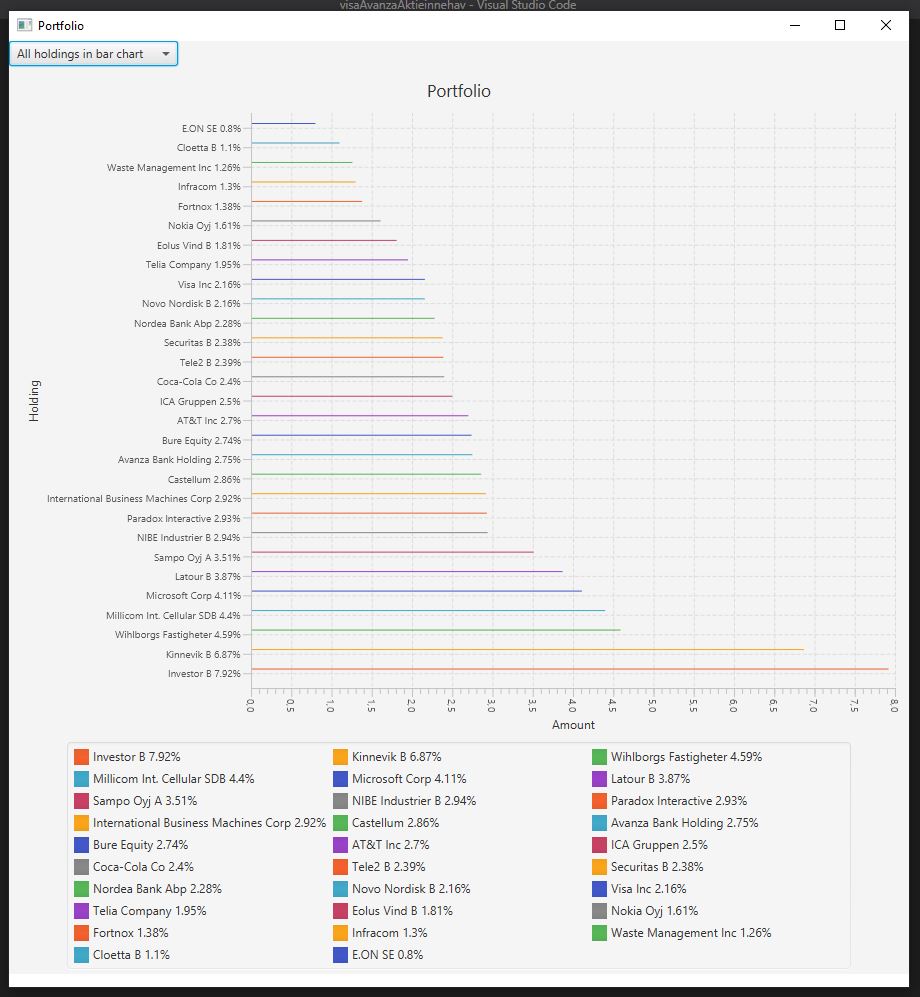 visaAvanzaAktieinnehav - Visual Studio Code
Portfolio
All holdings in bar chart
Portfolio
E.ON SE 0.8%
Cloetta B 1.1%
Waste Management Inc 1.26%
Infracom 1.3%
Fortnox 1.38%
Nokia Oyj 1.61%
Eolus Vind B 1.81%
Telia Company 1.95%
Visa Inc 2.16%
Novo Nordisk B 2.16%
Nordea Bank Abp 2.28%
Securitas B 2.38%
Tele2 B 2.39%
Coca-Cola Co 2.4%
ICA Gruppen 2.5%
AT&T Inc 2.7%
Bure Equity 2.74%
Avanza Bank Holding 2.75%
Castellum 2.86%
International Business Machines Corp 2.92%
Paradox Interactive 2.93%
NIBE Industrier B 2.94%
Sampo Oyj A 3.51%
Latour B 3.87%
Microsoft Corp 4.11%
Millicom Int. Cellular SDB 4.4%
Wihlborgs Fastigheter 4.59%
Kinnevik B 6.87%
Investor B 7.92%
Holding
0.0 0.5 1.0 1.5 2.0 2.5 3.0 3.5 4.0 4.5 5.0 5.5 6.0 6.5 7.0 7.5 8.0
Amount
Investor B 7.92% Kinnevik B 6.87% Wihlborgs Fastigheter 4.59%
Millicom Int. Cellular SDB 4.4% Microsoft Corp 4.11% Latour B 3.87%
Sampo Oyj A 3.51% NIBE Industrier B 2.94% Paradox Interactive 2.93%
International Business Machines Corp 2.92% Castellum 2.86% Avanza Bank Holding 2.75%
Bure Equity 2.74% AT&T Inc 2.7% ICA Gruppen 2.5%
Coca-Cola Co 2.4% Tele2 B 2.39% Securitas B 2.38%
Nordea Bank Abp 2.28% Novo Nordisk B 2.16% Visa Inc 2.16%
Telia Company 1.95% Eolus Vind B 1.81% Nokia Oyj 1.61%
Fortnox 1.38% Infracom 1.3% Waste Management Inc 1.26%
Cloetta B 1.1% E.ON SE 0.8%